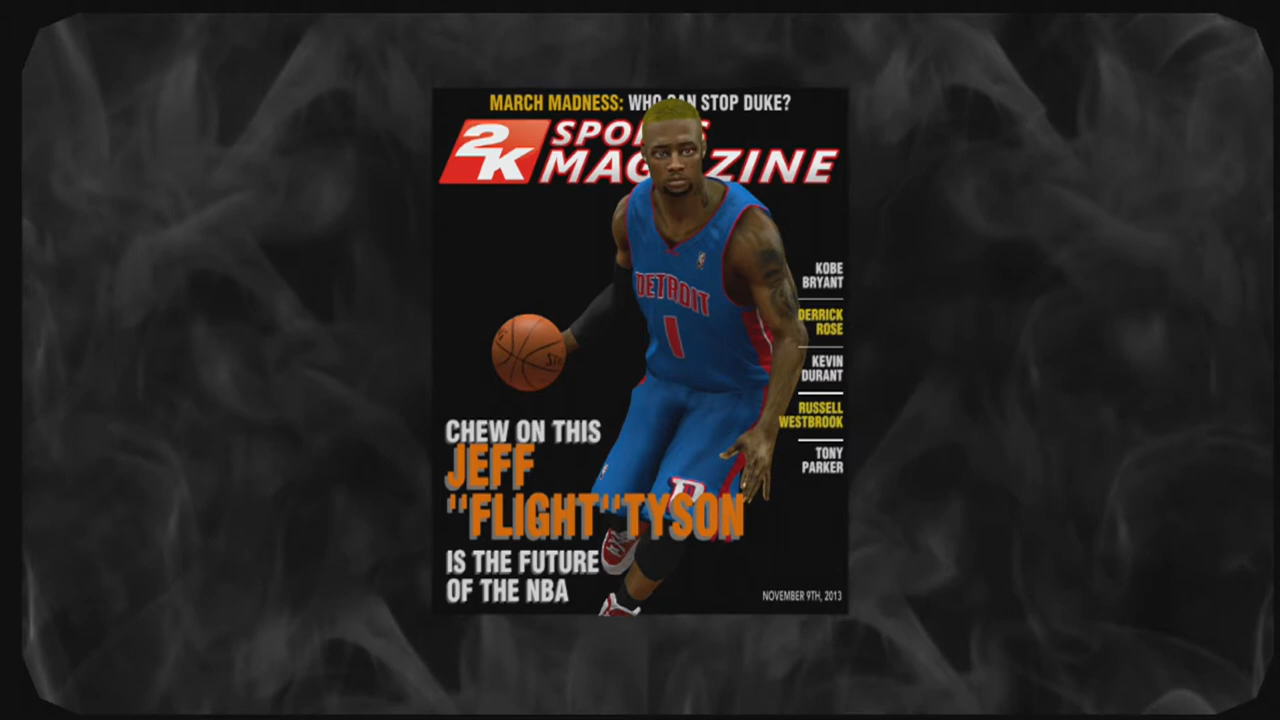 MARCH MADNESS: WHO CAN STOP DUKE?
2K SPORTS
MAGAZINE
DETROIT
1
KOBE
BRYANT
DERRICK
ROSE
KEVIN
DURANT
RUSSELL
WESTBROOK
TONY
PARKER
CHEW ON THIS
JEFF
"FLIGHT"TYSON
IS THE FUTURE
OF THE NBA
NOVEMBER 9TH, 2013